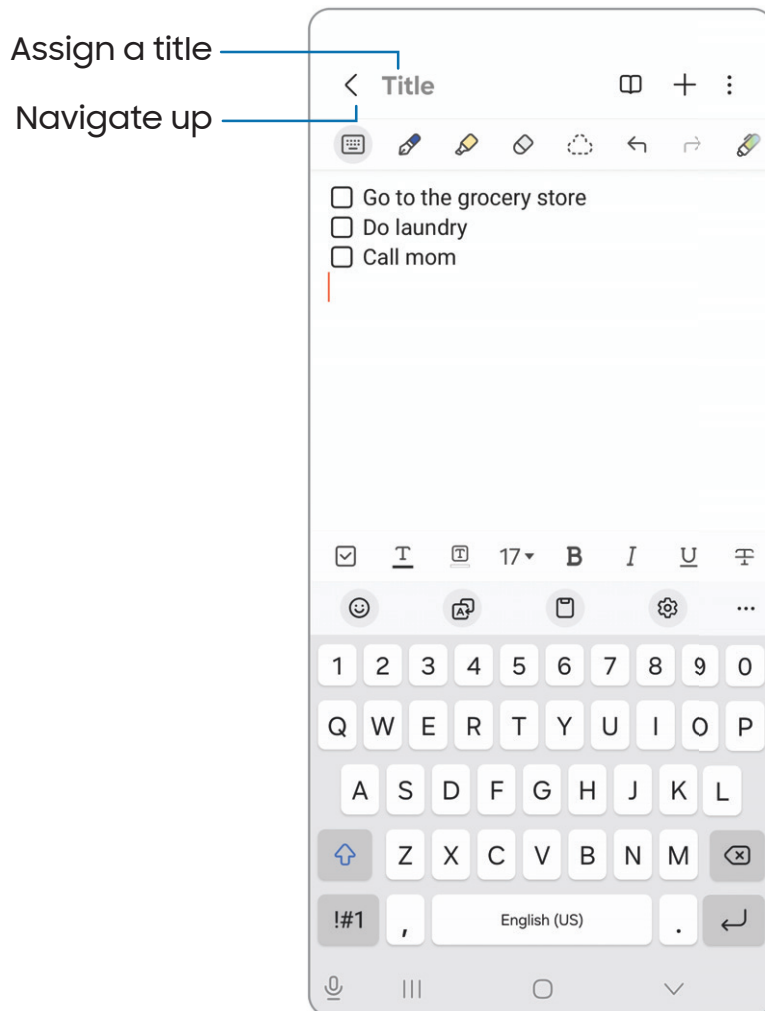 Assign a title
Title
Navigate up
Go to the grocery store
Do laundry
Call mom
T T 17 B I U T
A
1 2 3 4 5 6 7 8 9 0
Q W E R T Y U I O P
A S D F G H J K L
Z X C V B N M
!#1 , English (US) .